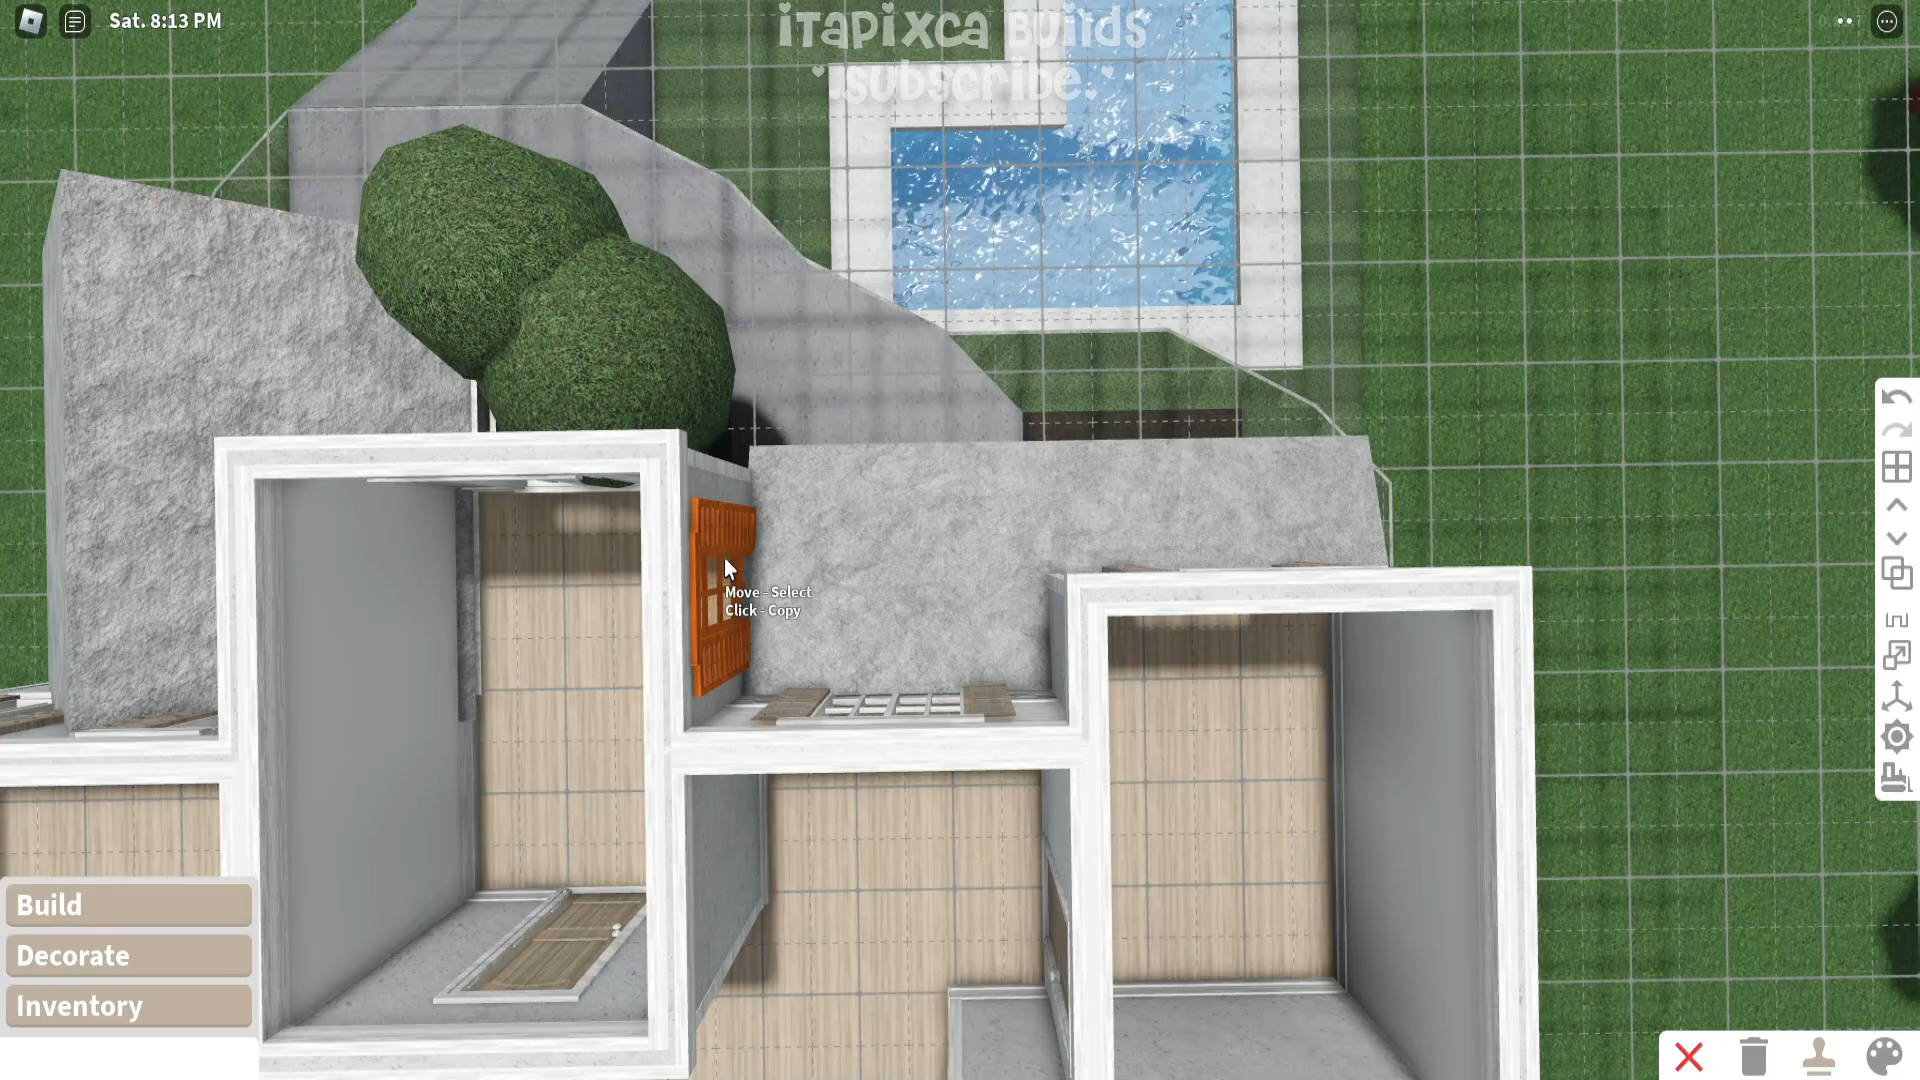 Sat. 8:13 PM
iTapixca Builds
subscribe
Move - Select
Click - Copy
Build
Decorate
Inventory